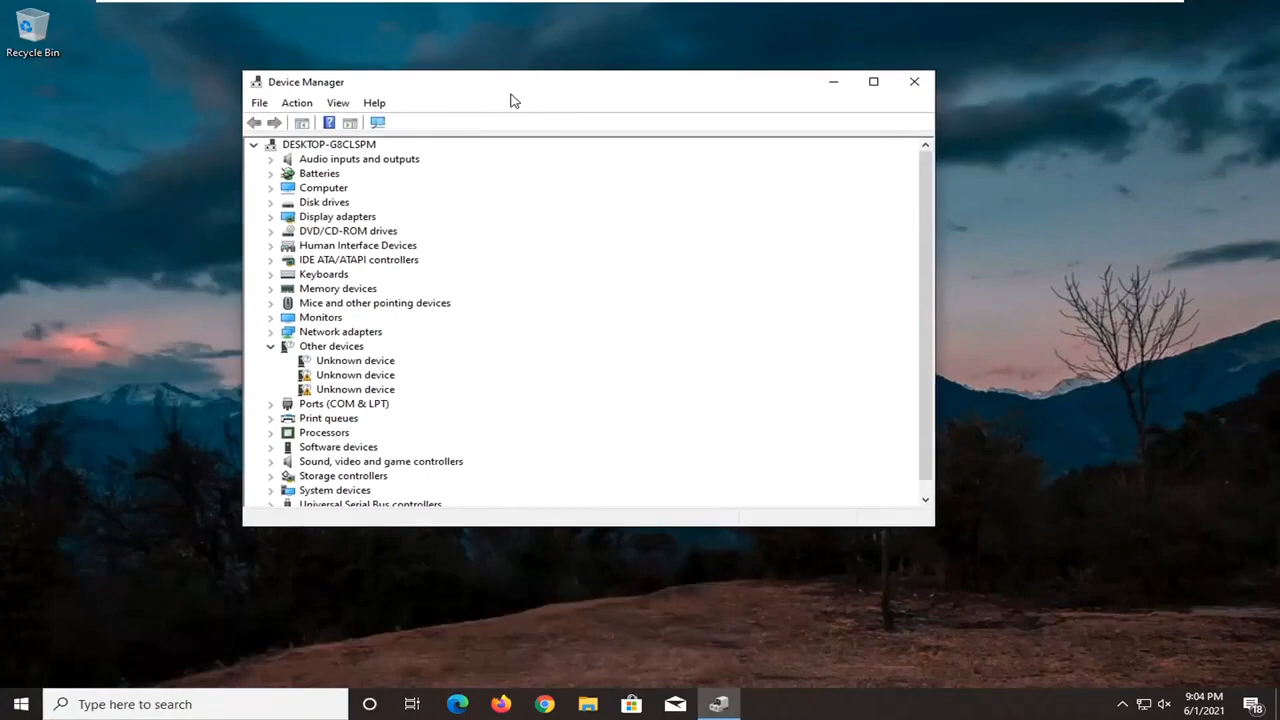 Recycle Bin
Device Manager
File Action View Help
DESKTOP-G8CLSPM
Audio inputs and outputs
Batteries
Computer
Disk drives
Display adapters
DVD/CD-ROM drives
Human Interface Devices
IDE ATA/ATAPI controllers
Keyboards
Memory devices
Mice and other pointing devices
Monitors
Network adapters
Other devices
Unknown device
Unknown device
Unknown device
Ports (COM & LPT)
Print queues
Processors
Software devices
Sound, video and game controllers
Storage controllers
System devices
Universal Serial Bus controllers
Type here to search
9:04 PM
6/1/2021
18